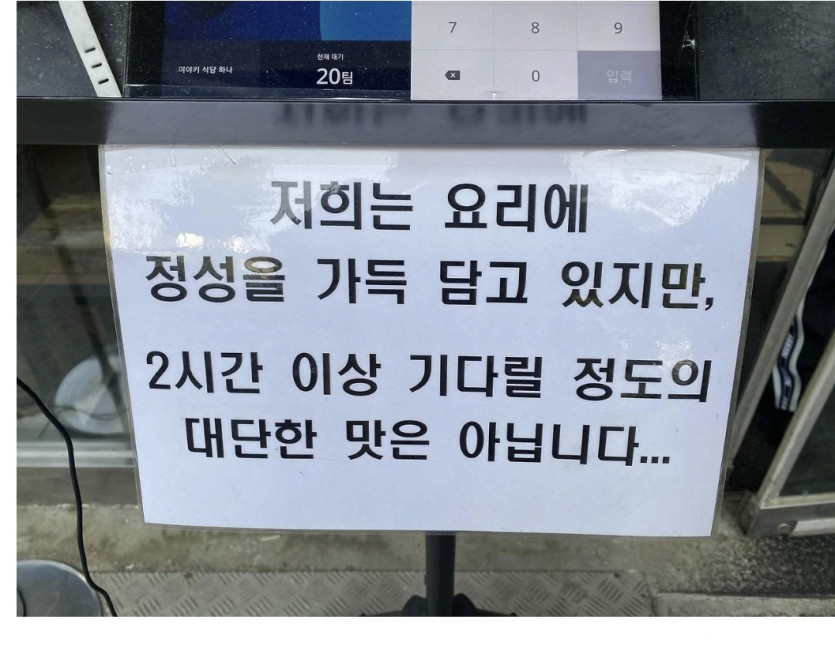 7 8 9
현재 대기
미야키 식당 하나
20팀
0 입력
저희는 요리에
정성을 가득 담고 있지만,
2시간 이상 기다릴 정도의
대단한 맛은 아닙니다...